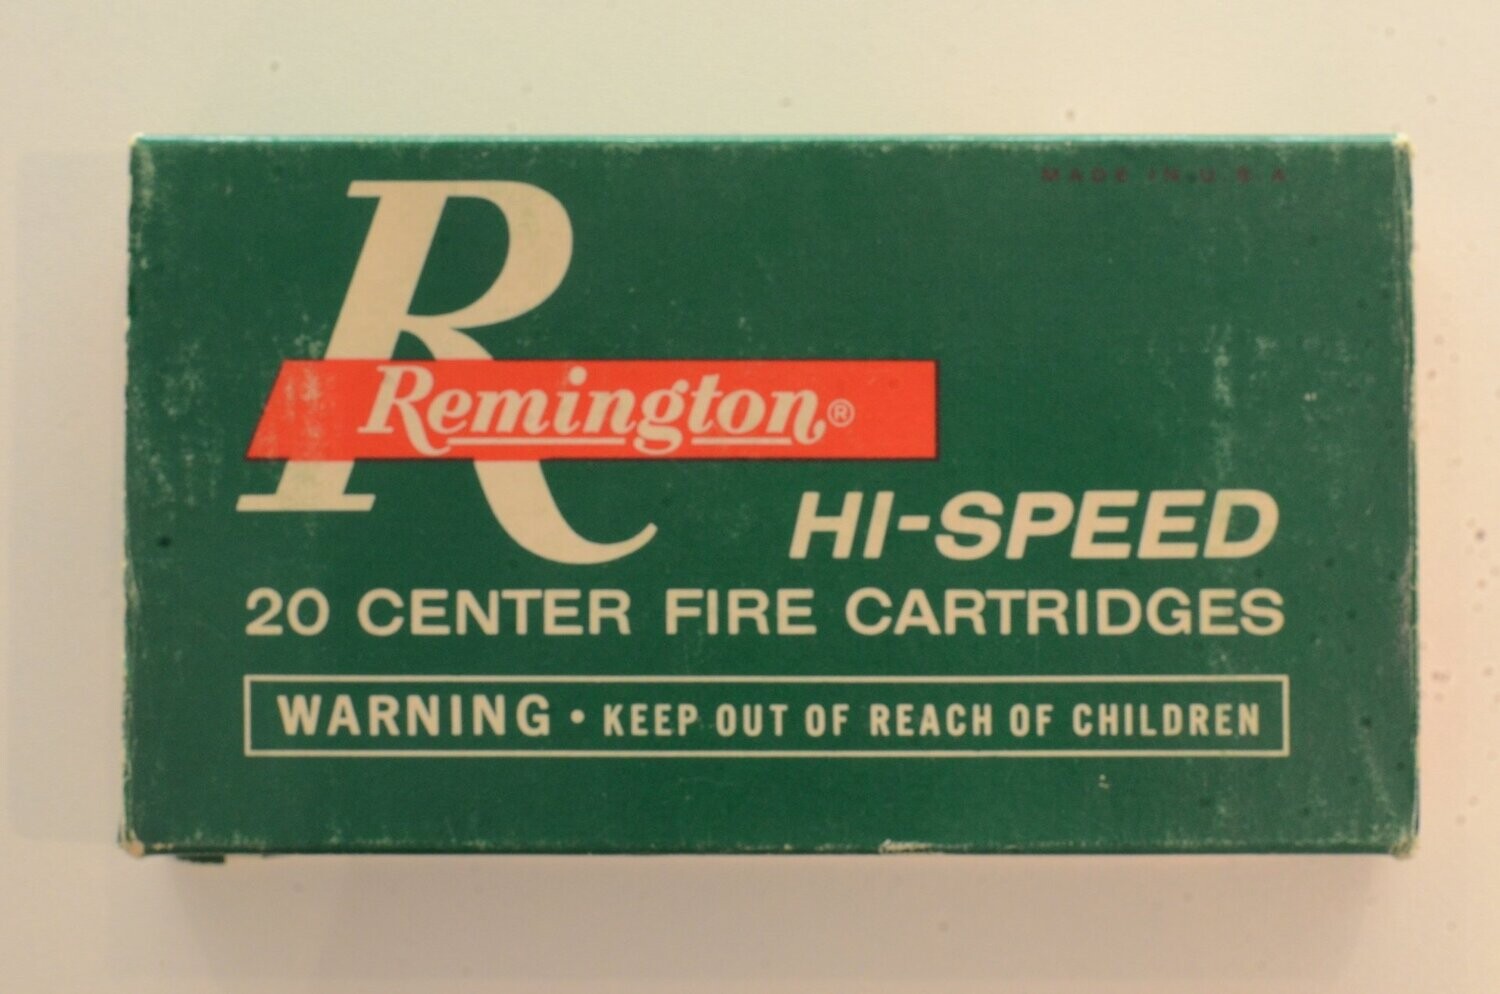 MADE IN U.S.A
R
Remington®
HI-SPEED
20 CENTER FIRE CARTRIDGES
WARNING • KEEP OUT OF REACH OF CHILDREN